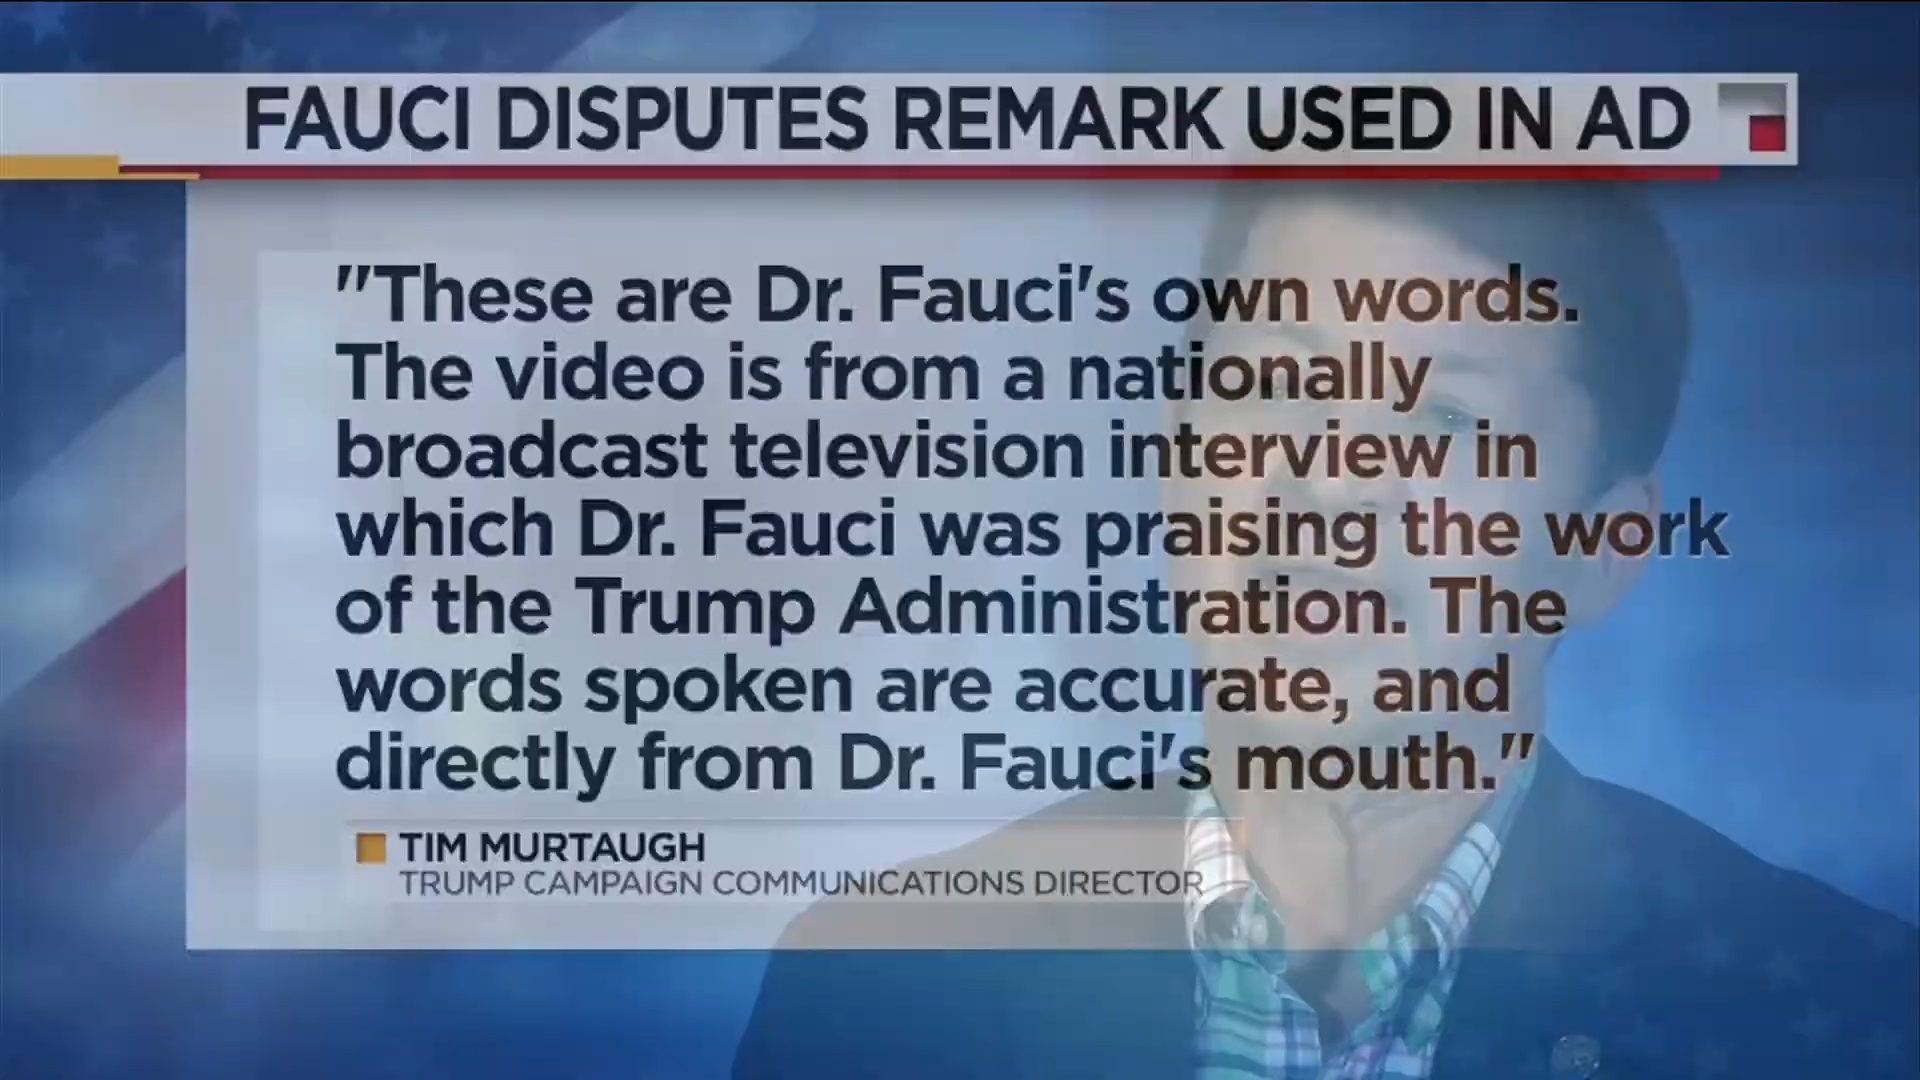 FAUCI DISPUTES REMARK USED IN AD
"These are Dr. Fauci's own words.
The video is from a nationally
broadcast television interview in
which Dr. Fauci was praising the work
of the Trump Administration. The
words spoken are accurate, and
directly from Dr. Fauci's mouth."
TIM MURTAUGH
TRUMP CAMPAIGN COMMUNICATIONS DIRECTOR